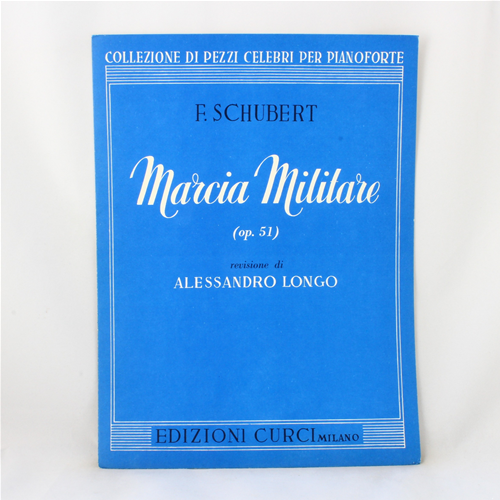 COLLEZIONE DI PEZZI CELEBRI PER PIANOFORTE
F. SCHUBERT
Marcia Militare
(op. 51)
revisione di
ALESSANDRO LONGO
EDIZIONI CURCI MILANO